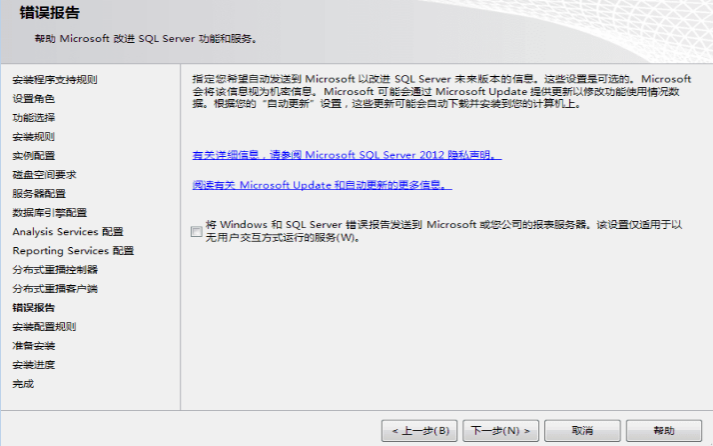 错误报告
帮助 Microsoft 改进 SQL Server 功能和服务。
安装程序支持规则
设置角色
功能选择
安装规则
实例配置
磁盘空间要求
服务器配置
数据库引擎配置
Analysis Services 配置
Reporting Services 配置
分布式重播控制器
分布式重播客户端
错误报告
安装配置规则
准备安装
安装进度
完成
指定您希望自动发送到 Microsoft 以改进 SQL Server 未来版本的信息。这些设置是可选的。Microsoft
会将该信息视为机密信息。Microsoft 可能会通过 Microsoft Update 提供更新以修改功能使用情况数
据。根据您的“自动更新”设置，这些更新可能会自动下载并安装到您的计算机上。
有关详细信息，请参阅 Microsoft SQL Server 2012 隐私声明。
阅读有关 Microsoft Update 和自动更新的更多信息。
将 Windows 和 SQL Server 错误报告发送到 Microsoft 或您公司的报表服务器。该设置仅适用于以
无用户交互方式运行的服务(W)。
< 上一步(B)
下一步(N) >
取消
帮助